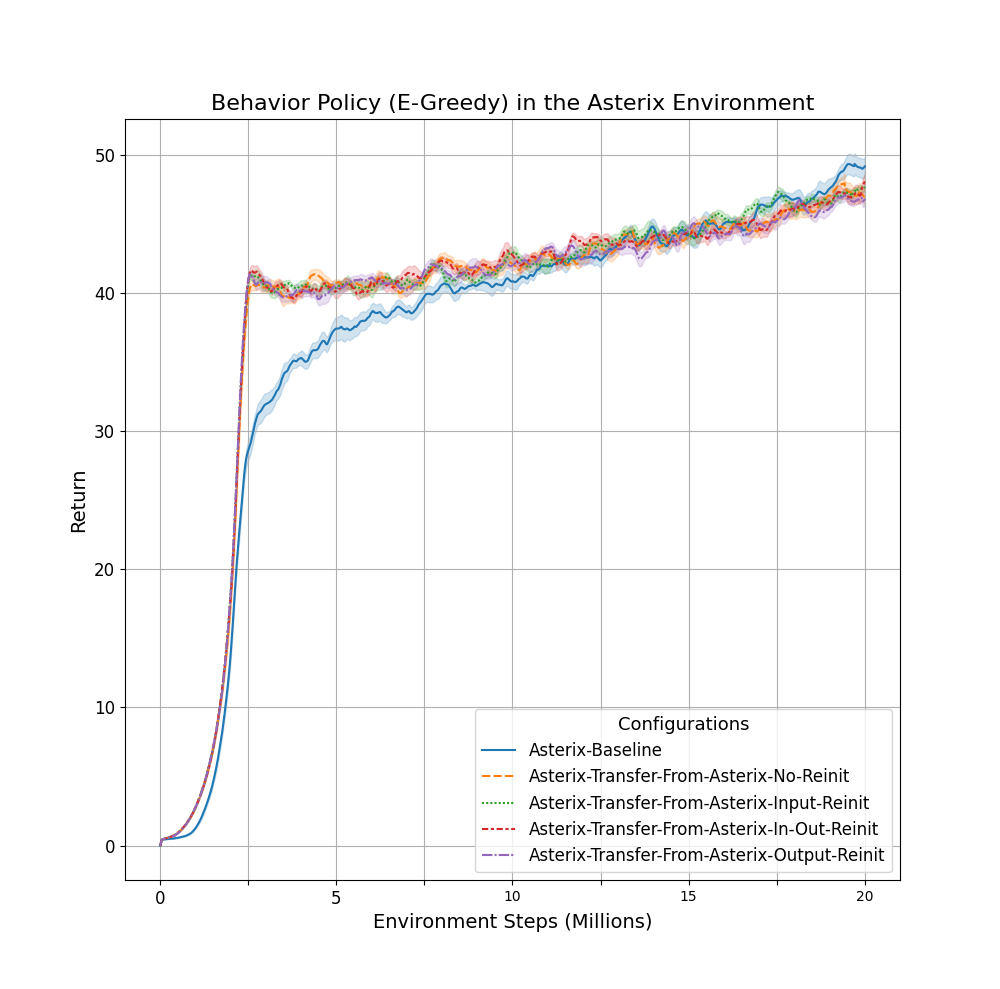 Behavior Policy (E-Greedy) in the Asterix Environment
50
40
30
20
10
0
Return
0
5
10
15
20
Environment Steps (Millions)
Configurations
Asterix-Baseline
Asterix-Transfer-From-Asterix-No-Reinit
Asterix-Transfer-From-Asterix-Input-Reinit
Asterix-Transfer-From-Asterix-In-Out-Reinit
Asterix-Transfer-From-Asterix-Output-Reinit